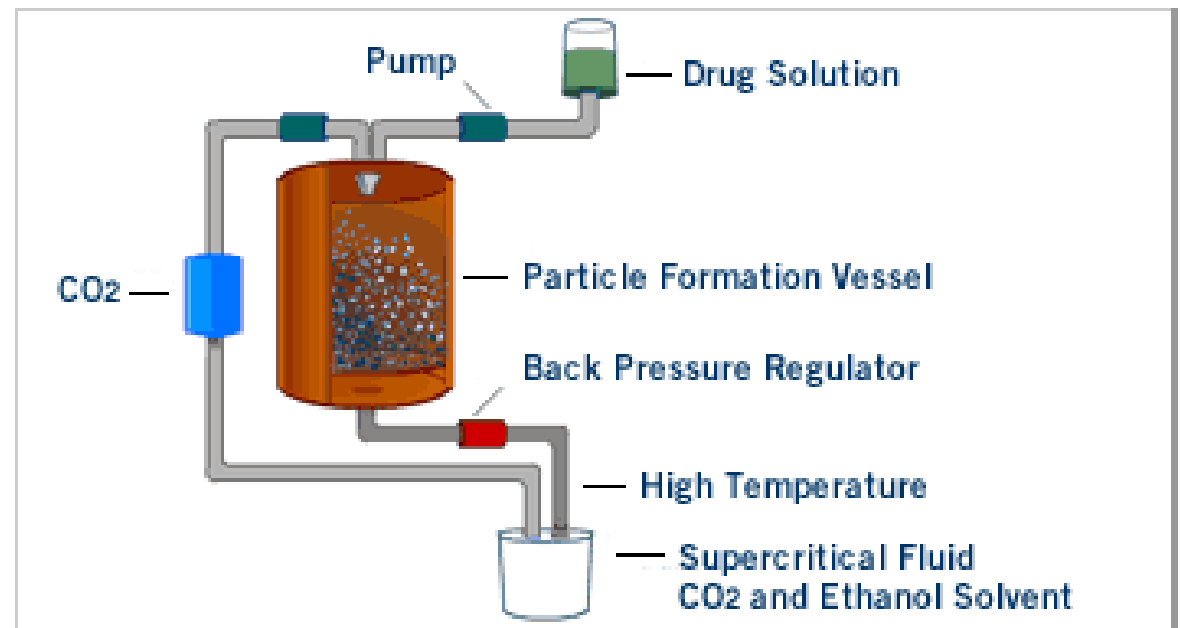 Pump
Drug Solution
CO2
Particle Formation Vessel
Back Pressure Regulator
High Temperature
Supercritical Fluid
CO2 and Ethanol Solvent